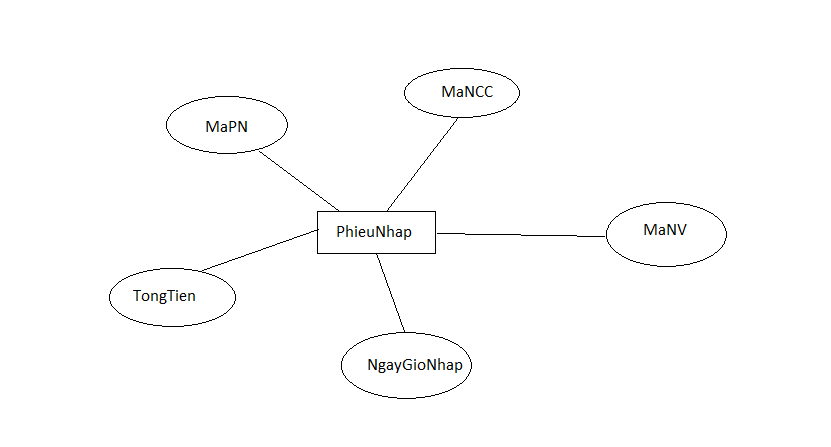 MaNCC
MaPN
PhieuNhap
MaNV
TongTien
NgayGioNhap